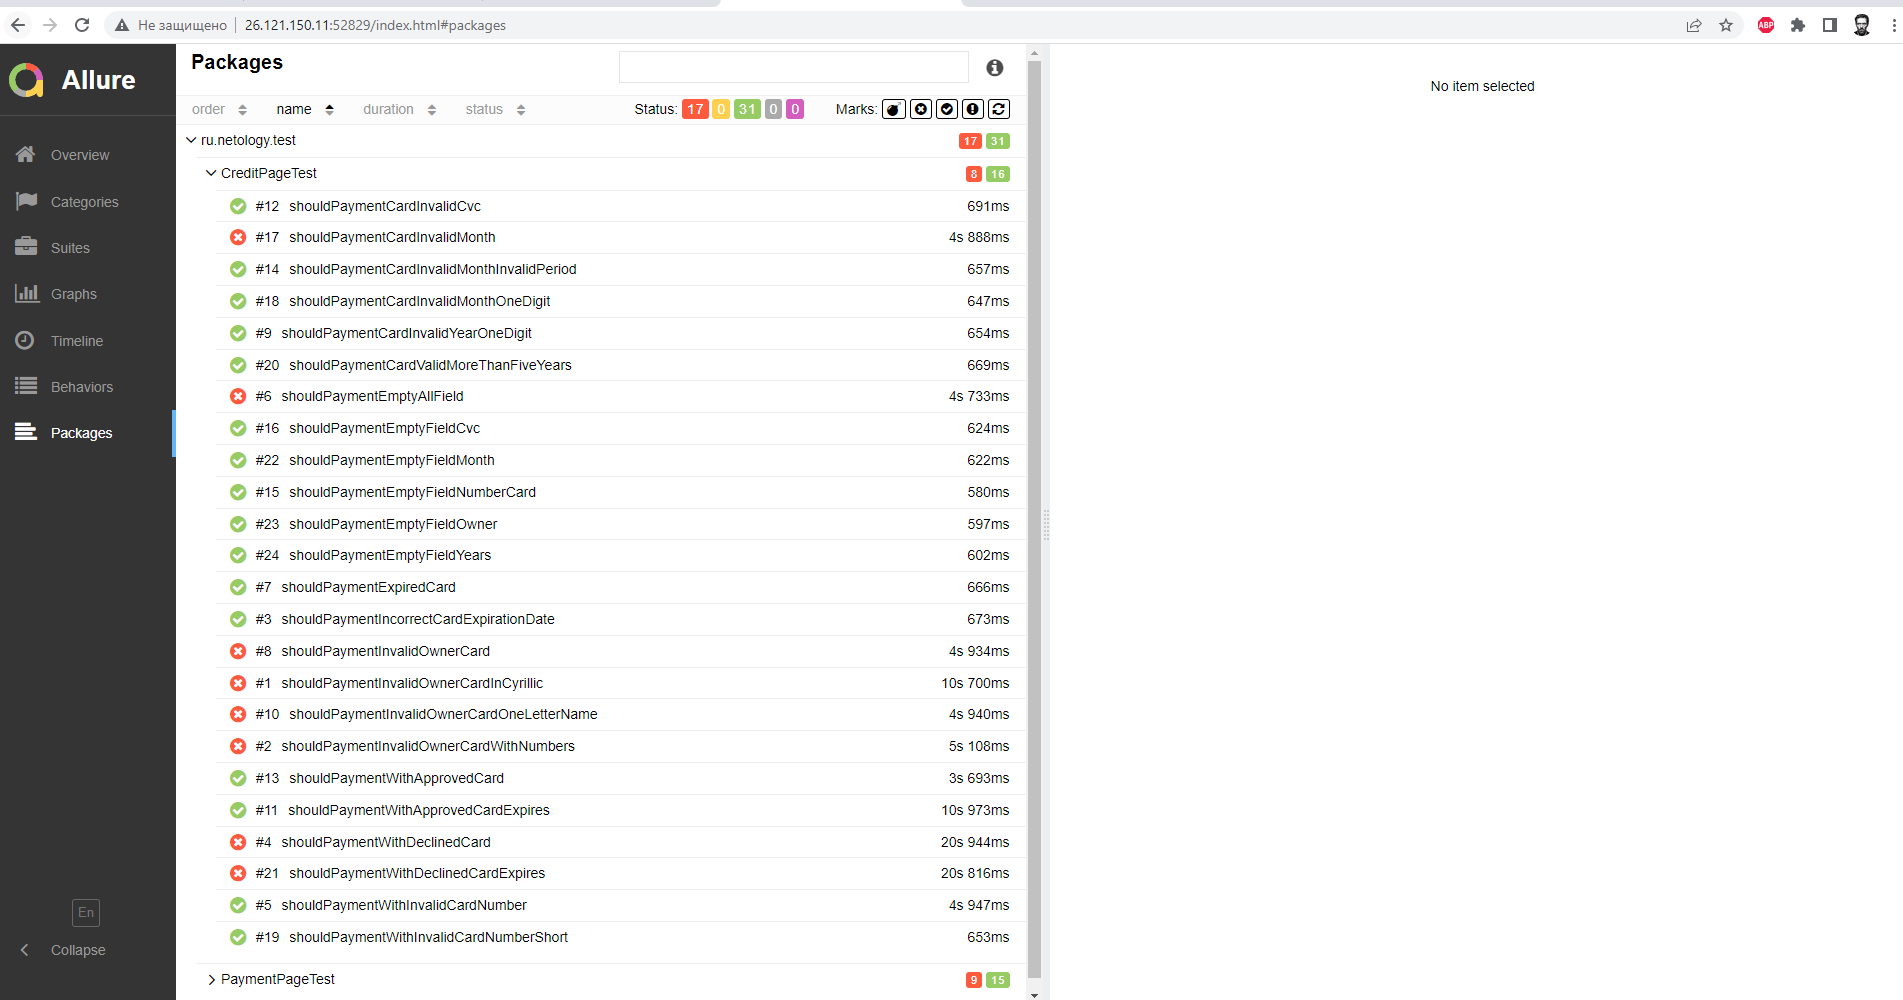 Не защищено 26.121.150.11:52829/index.html#packages
ABP
Allure
Overview
Categories
Suites
Graphs
Timeline
Behaviors
Packages
En
Collapse
Packages
order name duration status Status: 17 0 31 0 0 Marks:
ru.netology.test 17 31
CreditPageTest 8 16
#12 shouldPaymentCardInvalidCvc 691ms
#17 shouldPaymentCardInvalidMonth 4s 888ms
#14 shouldPaymentCardInvalidMonthInvalidPeriod 657ms
#18 shouldPaymentCardInvalidMonthOneDigit 647ms
#9 shouldPaymentCardInvalidYearOneDigit 654ms
#20 shouldPaymentCardValidMoreThanFiveYears 669ms
#6 shouldPaymentEmptyAllField 4s 733ms
#16 shouldPaymentEmptyFieldCvc 624ms
#22 shouldPaymentEmptyFieldMonth 622ms
#15 shouldPaymentEmptyFieldNumberCard 580ms
#23 shouldPaymentEmptyFieldOwner 597ms
#24 shouldPaymentEmptyFieldYears 602ms
#7 shouldPaymentExpiredCard 666ms
#3 shouldPaymentIncorrectCardExpirationDate 673ms
#8 shouldPaymentInvalidOwnerCard 4s 934ms
#1 shouldPaymentInvalidOwnerCardInCyrillic 10s 700ms
#10 shouldPaymentInvalidOwnerCardOneLetterName 4s 940ms
#2 shouldPaymentInvalidOwnerCardWithNumbers 5s 108ms
#13 shouldPaymentWithApprovedCard 3s 693ms
#11 shouldPaymentWithApprovedCardExpires 10s 973ms
#4 shouldPaymentWithDeclinedCard 20s 944ms
#21 shouldPaymentWithDeclinedCardExpires 20s 816ms
#5 shouldPaymentWithInvalidCardNumber 4s 947ms
#19 shouldPaymentWithInvalidCardNumberShort 653ms
PaymentPageTest 9 15
No item selected